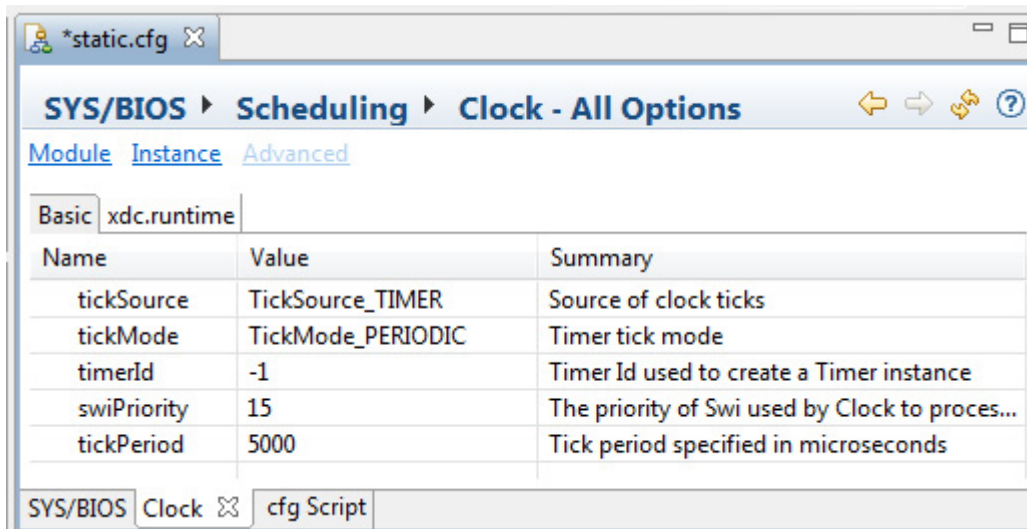 *static.cfg
SYS/BIOS Scheduling Clock - All Options
Module Instance Advanced
Basic xdc.runtime
Name Value Summary
tickSource TickSource_TIMER Source of clock ticks
tickMode TickMode_PERIODIC Timer tick mode
timerId -1 Timer Id used to create a Timer instance
swiPriority 15 The priority of Swi used by Clock to proces...
tickPeriod 5000 Tick period specified in microseconds
SYS/BIOS Clock cfg Script